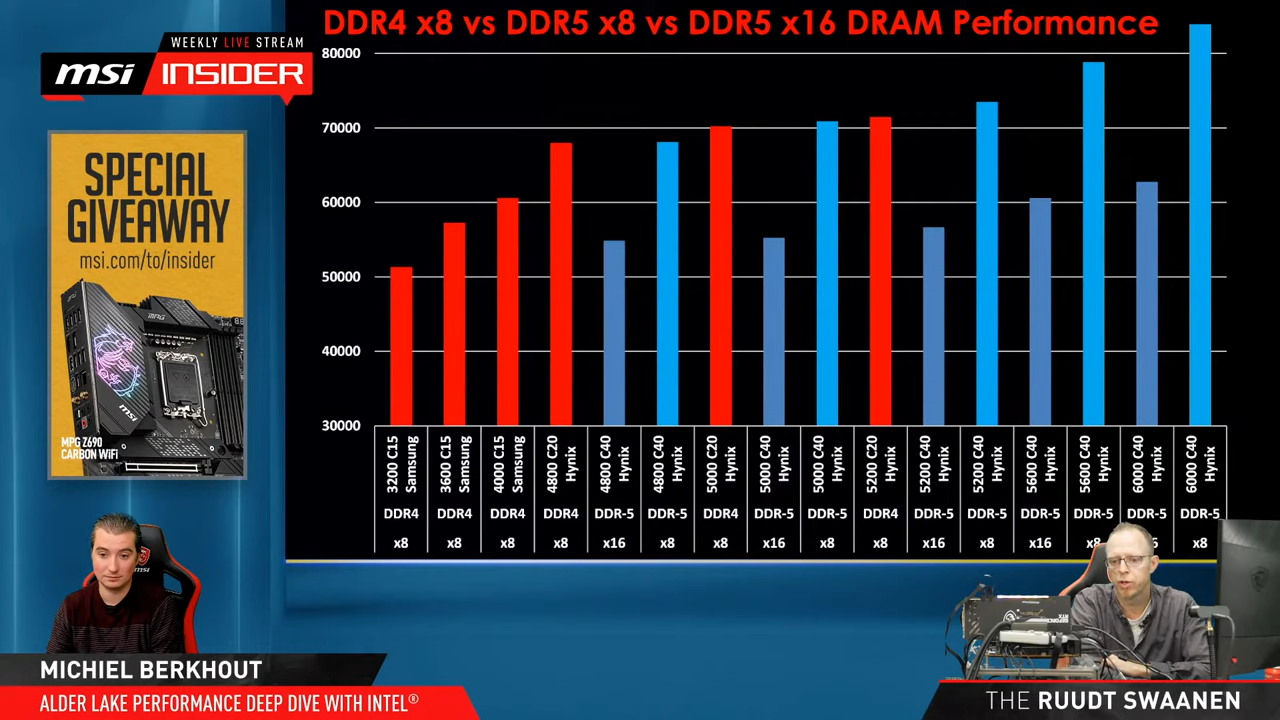 DDR4 x8 vs DDR5 x8 vs DDR5 x16 DRAM Performance
WEEKLY LIVE STREAM
msi INSIDER
SPECIAL
GIVEAWAY
msi.com/to/insider
MPG
msi
MPG Z690
CARBON WiFi
80000
70000
60000
50000
40000
30000
3200 C15 Samsung
3600 C15 Samsung
4000 C15 Samsung
4800 C20 Hynix
4800 C40 Hynix
4800 C40 Hynix
5000 C20 Hynix
5000 C40 Hynix
5000 C40 Hynix
5200 C20 Hynix
5200 C40 Hynix
5200 C40 Hynix
5600 C40 Hynix
5600 C40 Hynix
6000 C40 Hynix
6000 C40 Hynix
DDR4 DDR4 DDR4 DDR4 DDR-5 DDR-5 DDR4 DDR-5 DDR-5 DDR4 DDR-5 DDR-5 DDR-5 DDR-5 DDR-5 DDR-5
x8 x8 x8 x8 x16 x8 x8 x16 x8 x8 x16 x8 x16 x8 x8
msi
GEFORCE RTX
MICHIEL BERKHOUT
ALDER LAKE PERFORMANCE DEEP DIVE WITH INTEL®
THE RUUDT SWAANEN